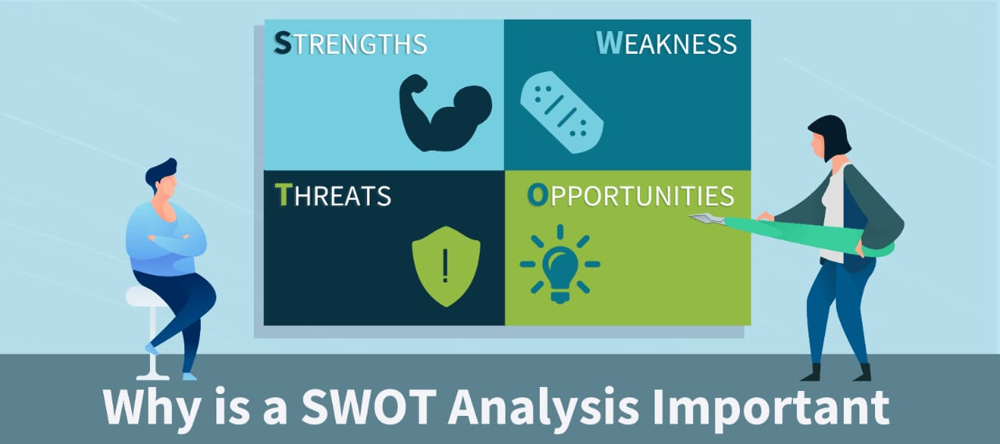 STRENGTHS
WEAKNESS
THREATS
OPPORTUNITIES
!
Why is a SWOT Analysis Important